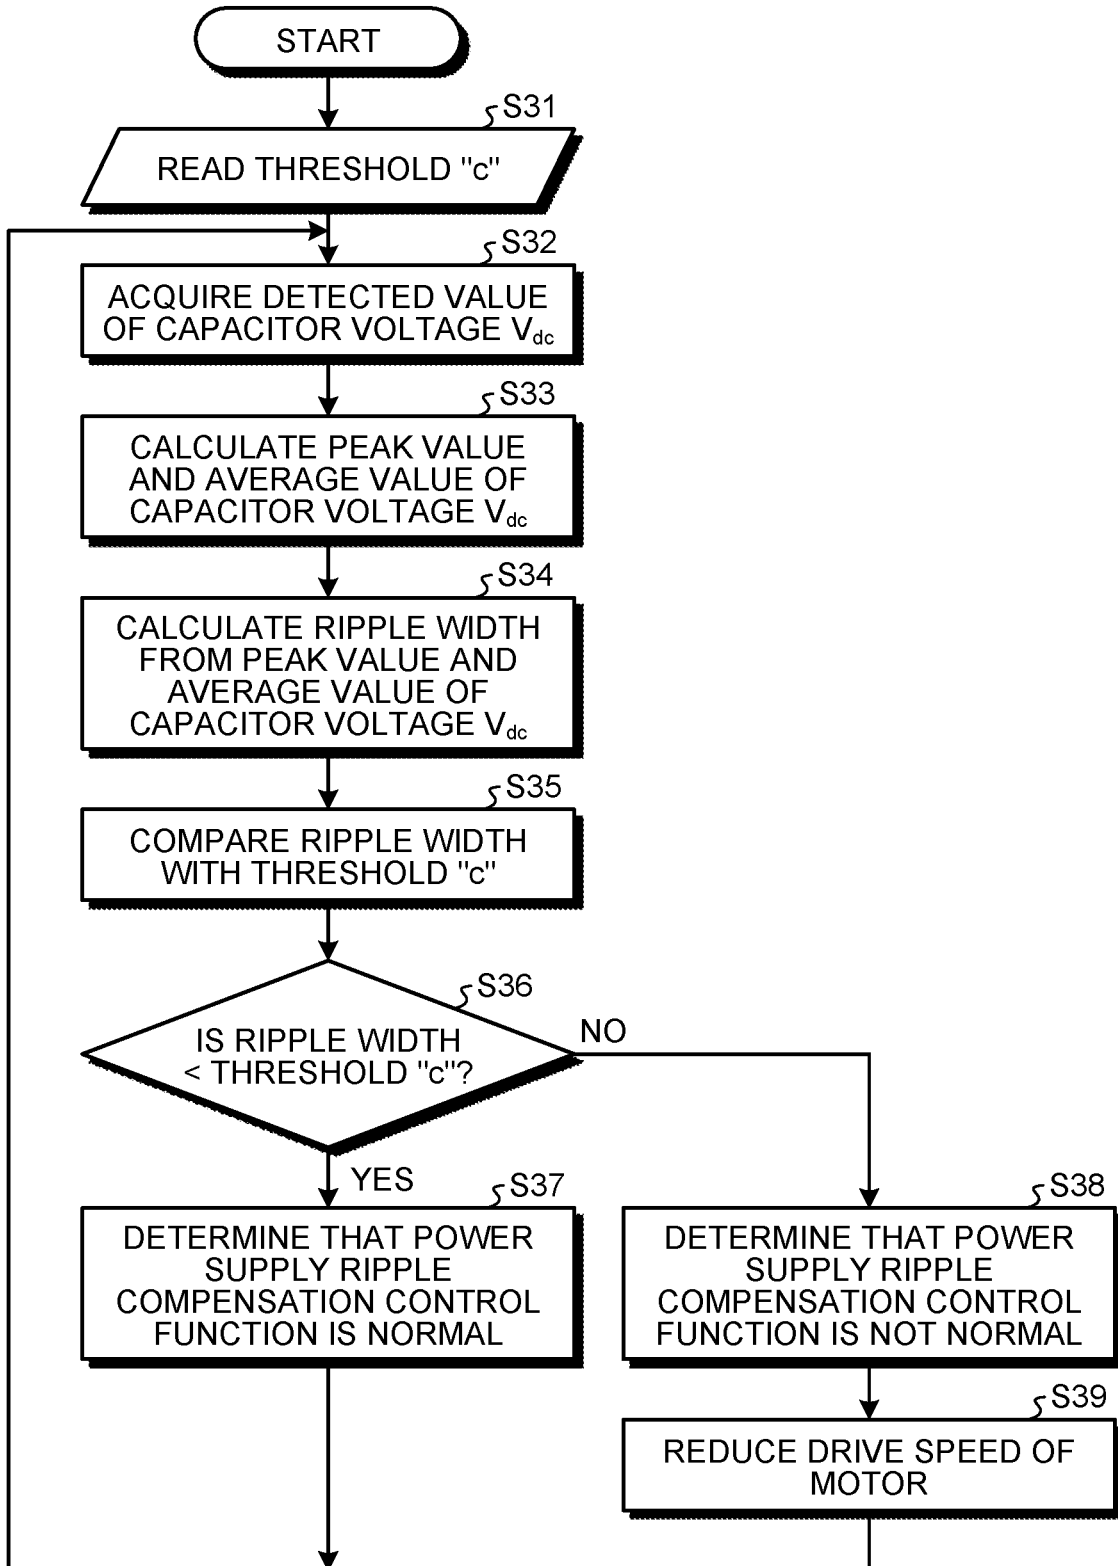 START
S31
READ THRESHOLD "c"
S32
ACQUIRE DETECTED VALUE
OF CAPACITOR VOLTAGE Vdc
S33
CALCULATE PEAK VALUE
AND AVERAGE VALUE OF
CAPACITOR VOLTAGE Vdc
S34
CALCULATE RIPPLE WIDTH
FROM PEAK VALUE AND
AVERAGE VALUE OF
CAPACITOR VOLTAGE Vdc
S35
COMPARE RIPPLE WIDTH
WITH THRESHOLD "c"
S36
IS RIPPLE WIDTH
< THRESHOLD "c"?
NO
YES
S37
DETERMINE THAT POWER
SUPPLY RIPPLE
COMPENSATION CONTROL
FUNCTION IS NORMAL
S38
DETERMINE THAT POWER
SUPPLY RIPPLE
COMPENSATION CONTROL
FUNCTION IS NOT NORMAL
S39
REDUCE DRIVE SPEED OF
MOTOR